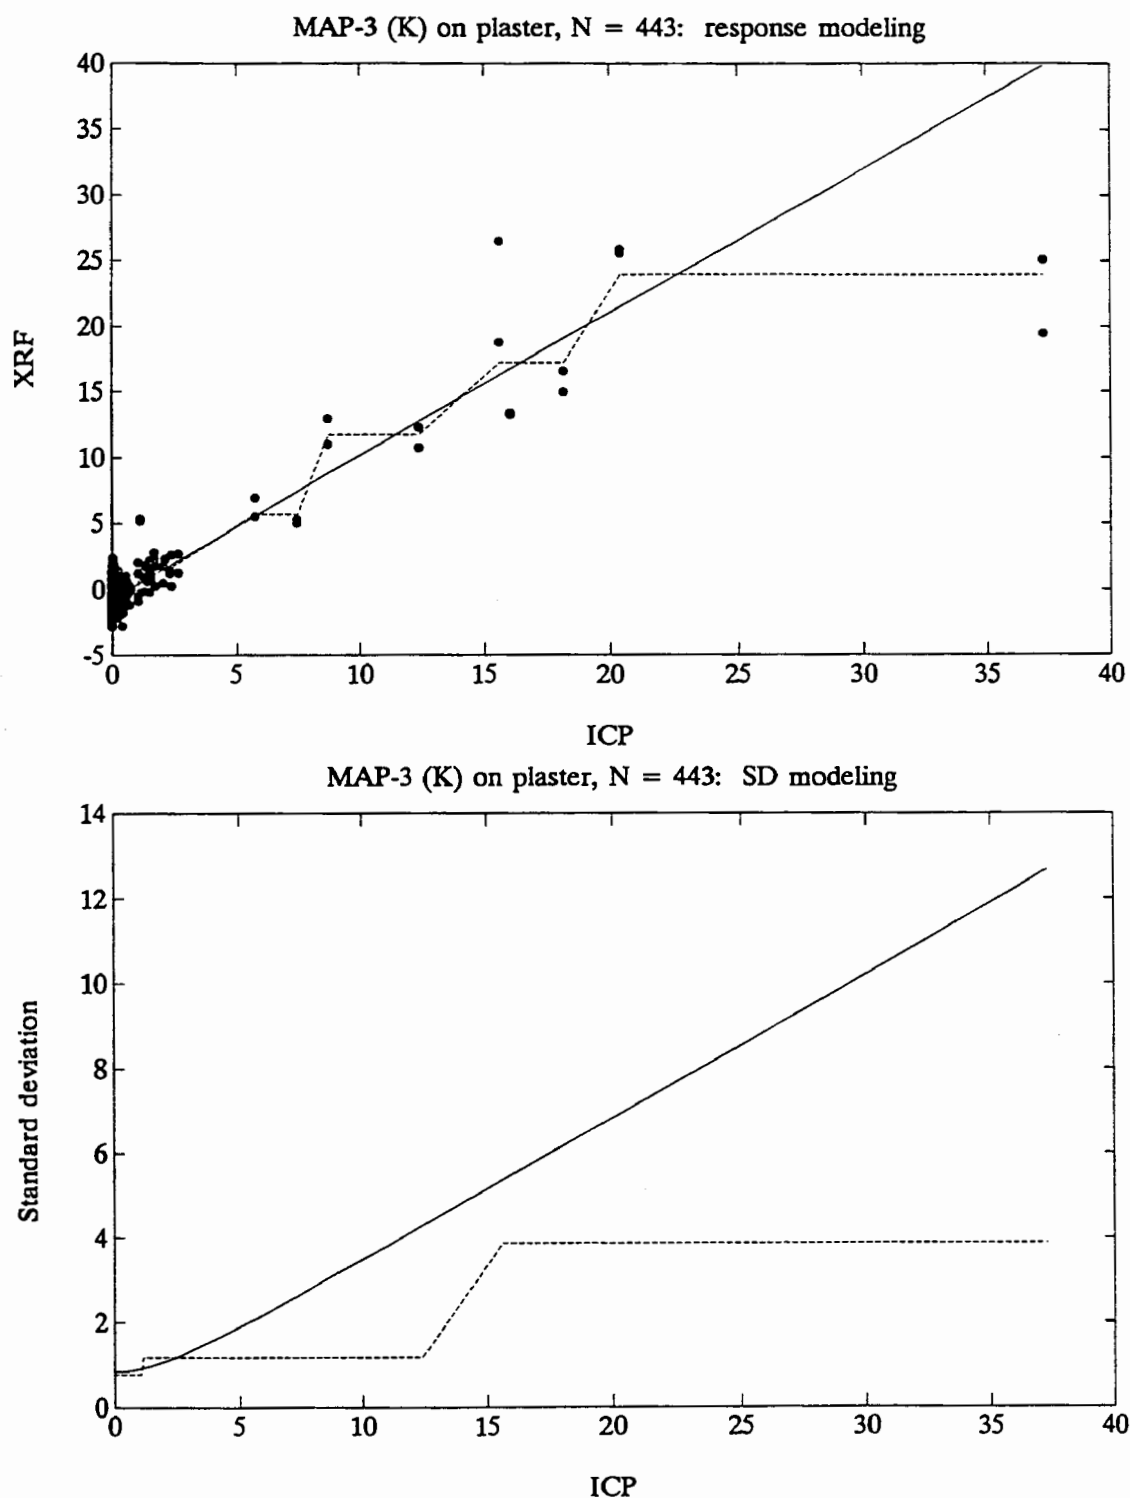 MAP-3 (K) on plaster, N = 443: response modeling
40
35
30
25
20
15
10
5
0
-5
XRF
0 5 10 15 20 25 30 35 40
ICP
MAP-3 (K) on plaster, N = 443: SD modeling
14
12
10
8
6
4
2
0
Standard deviation
0 5 10 15 20 25 30 35 40
ICP